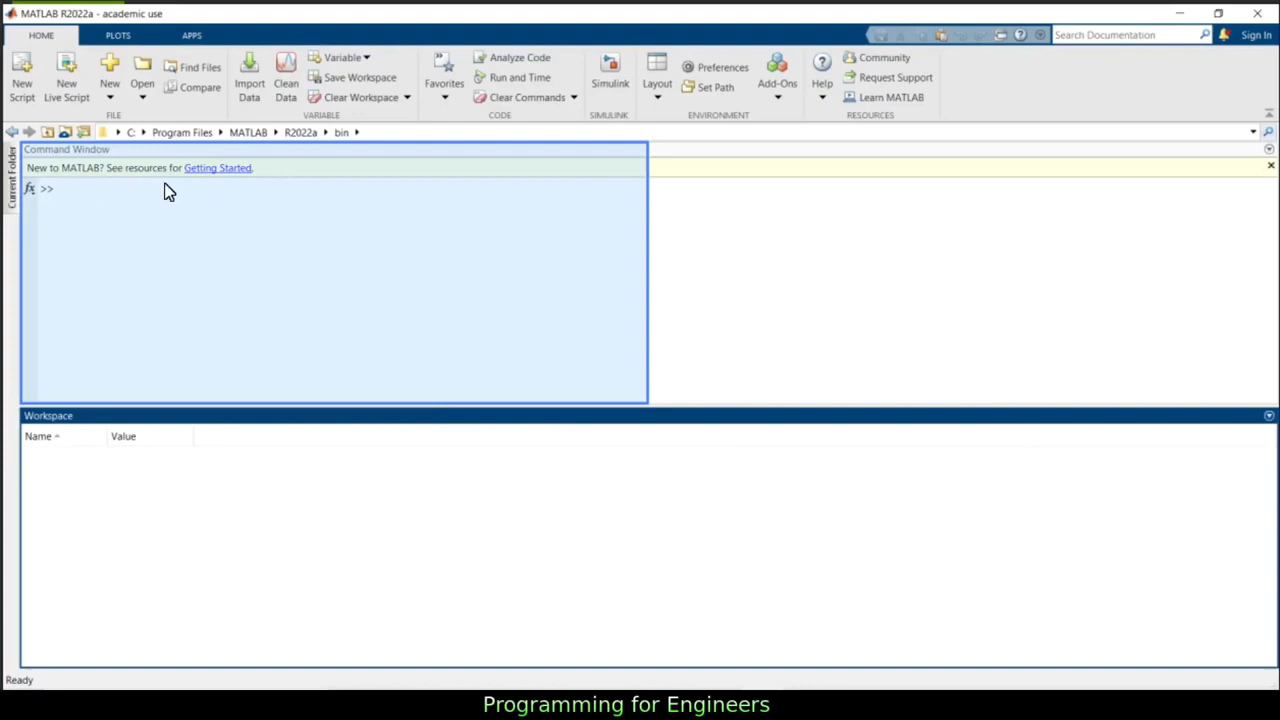 MATLAB R2022a - academic use
HOME PLOTS APPS Search Documentation Sign In
New Script
New Live Script
New
Open
Find Files
Compare
FILE
Import Data
Clean Data
Variable
Save Workspace
Clear Workspace
VARIABLE
Favorites
Analyze Code
Run and Time
Clear Commands
CODE
Simulink
SIMULINK
Layout
Preferences
Set Path
Add-Ons
ENVIRONMENT
Help
Community
Request Support
Learn MATLAB
RESOURCES
C: Program Files MATLAB R2022a bin
Current Folder
Command Window
New to MATLAB? See resources for Getting Started.
fx >>
Workspace
Name Value
Ready
Programming for Engineers